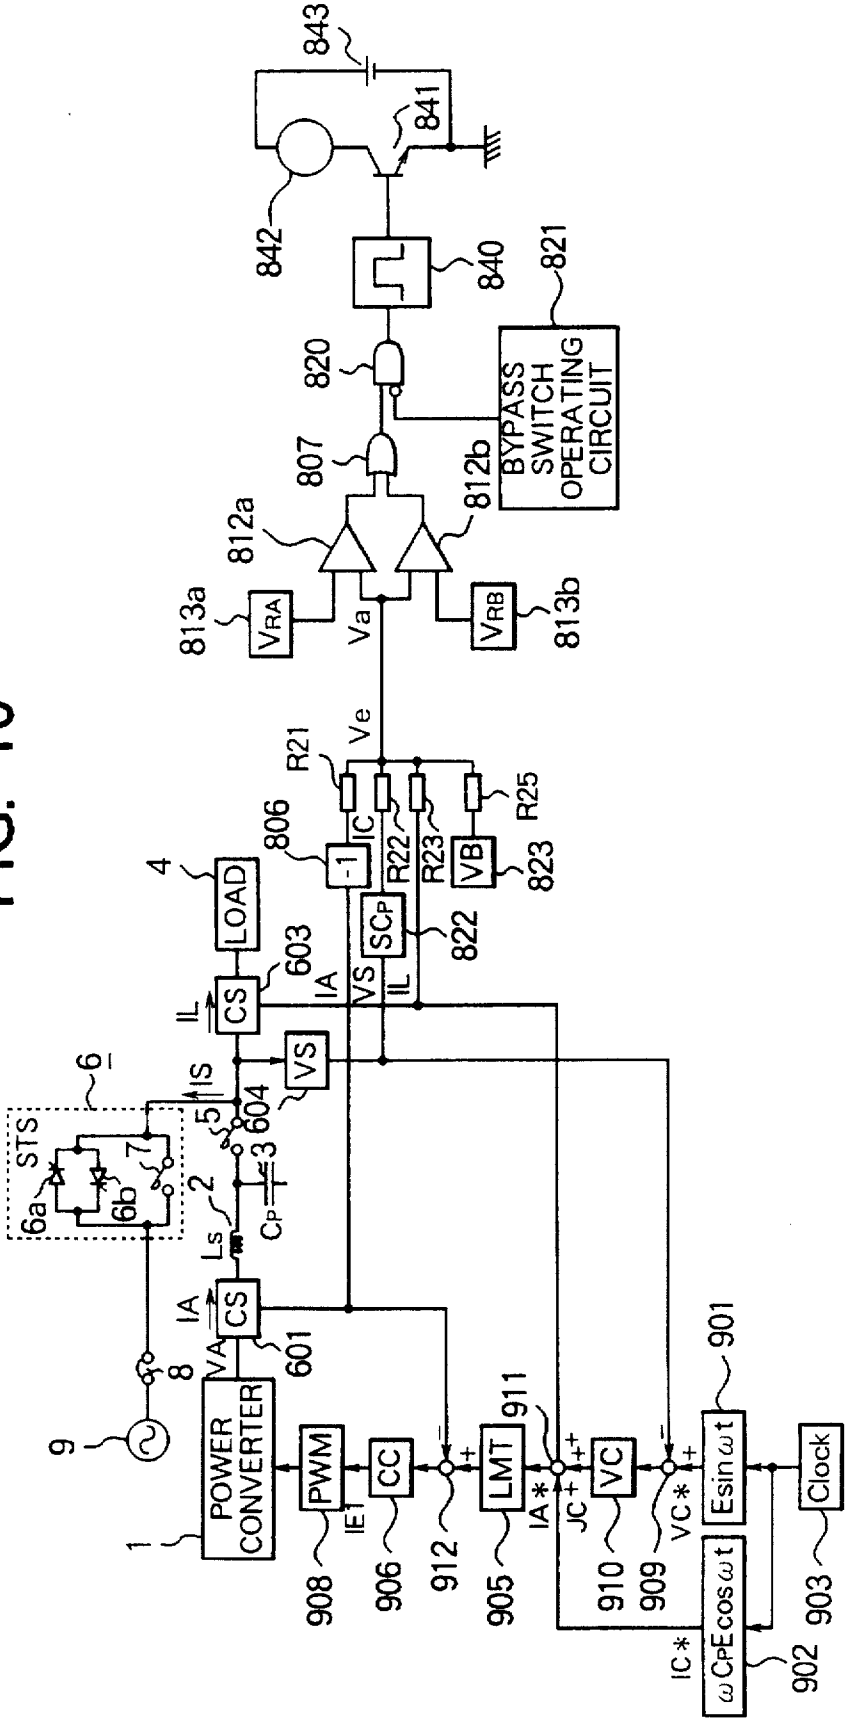 FIG.
STS
6
6a
6b
7
9
8
IS
5
IA
IL
4
1
VA
POWER
CONVERTER
CS
601
Ls
2
CP
3
604
VS
CS
603
LOAD
908
PWM
IE1
906
CC
912
-
+
905
LMT
IA*
911
JC+
+
+
910
VC
909
-
+
VC*
IC*
ωCPEcosωt
902
Esinωt
901
903
Clock
IA
VS
IL
806
-1
IC
SCP
822
R21
R22
R23
R25
VB
823
Ve
Va
813a
VRA
VRB
813b
812a
812b
807
820
BYPASS
SWITCH
OPERATING
CIRCUIT
821
840
842
841
843